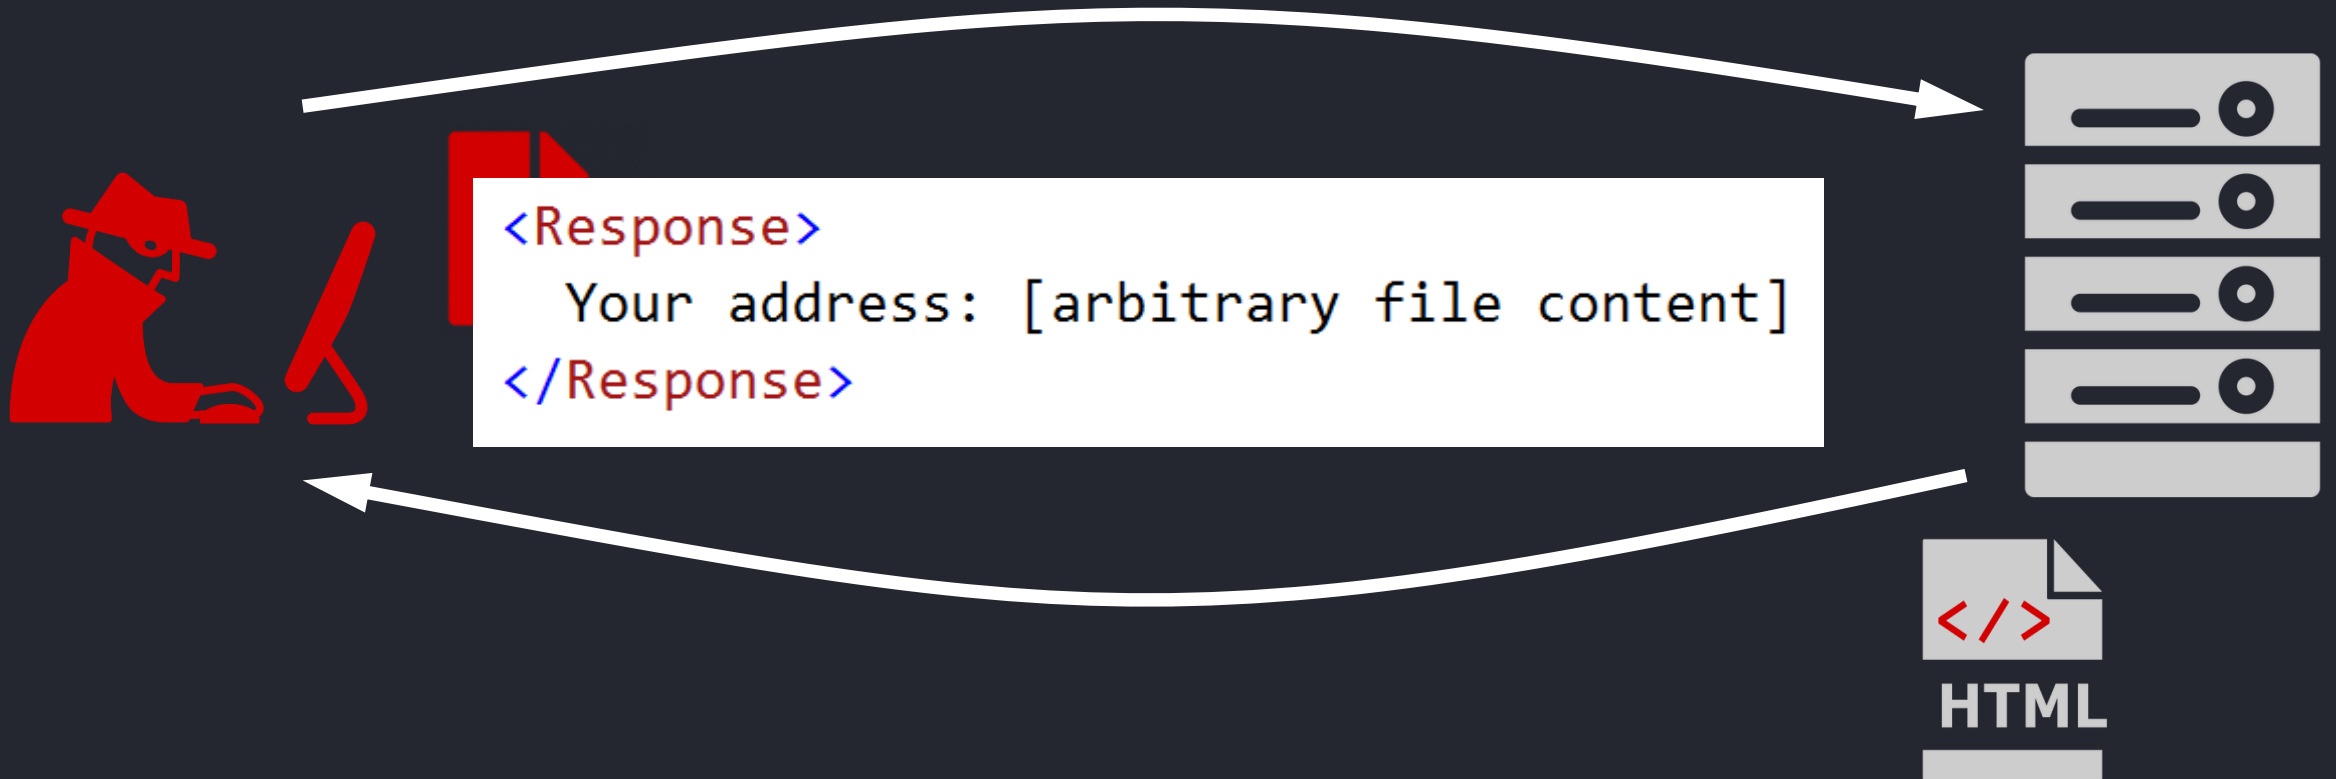 <Response>
Your address: [arbitrary file content]
</Response>
</>
HTML